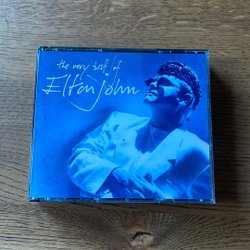 the very best of
Elton John